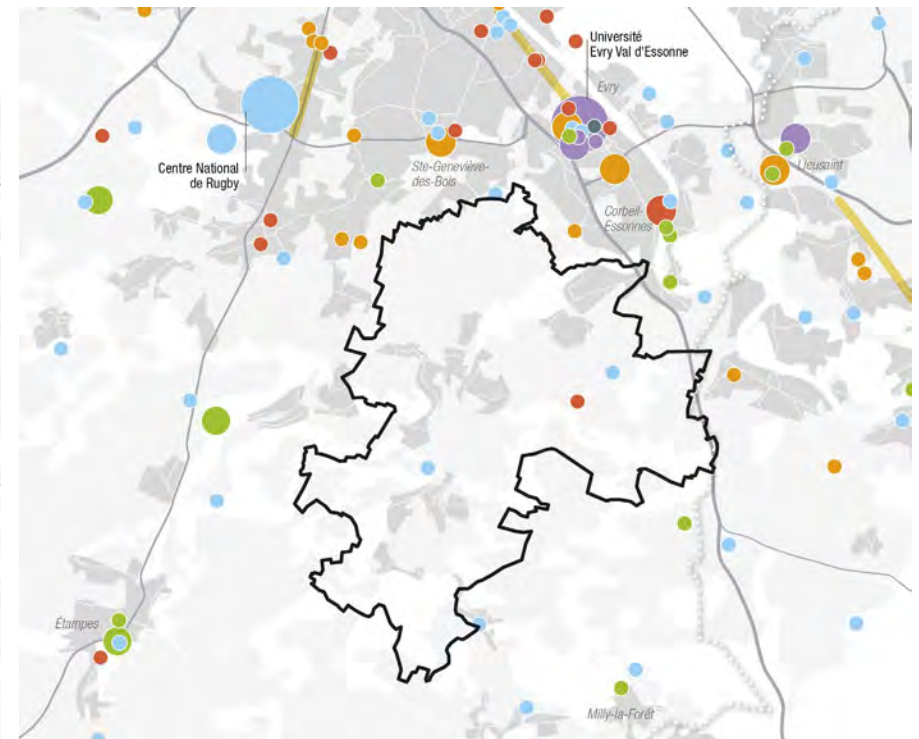 Université
Evry Val d'Essonne
Evry
Centre National
de Rugby
Ste-Geneviève-
des-Bois
Lieusaint
Corbeil-
Essonnes
Étampes
Milly-la-Forêt